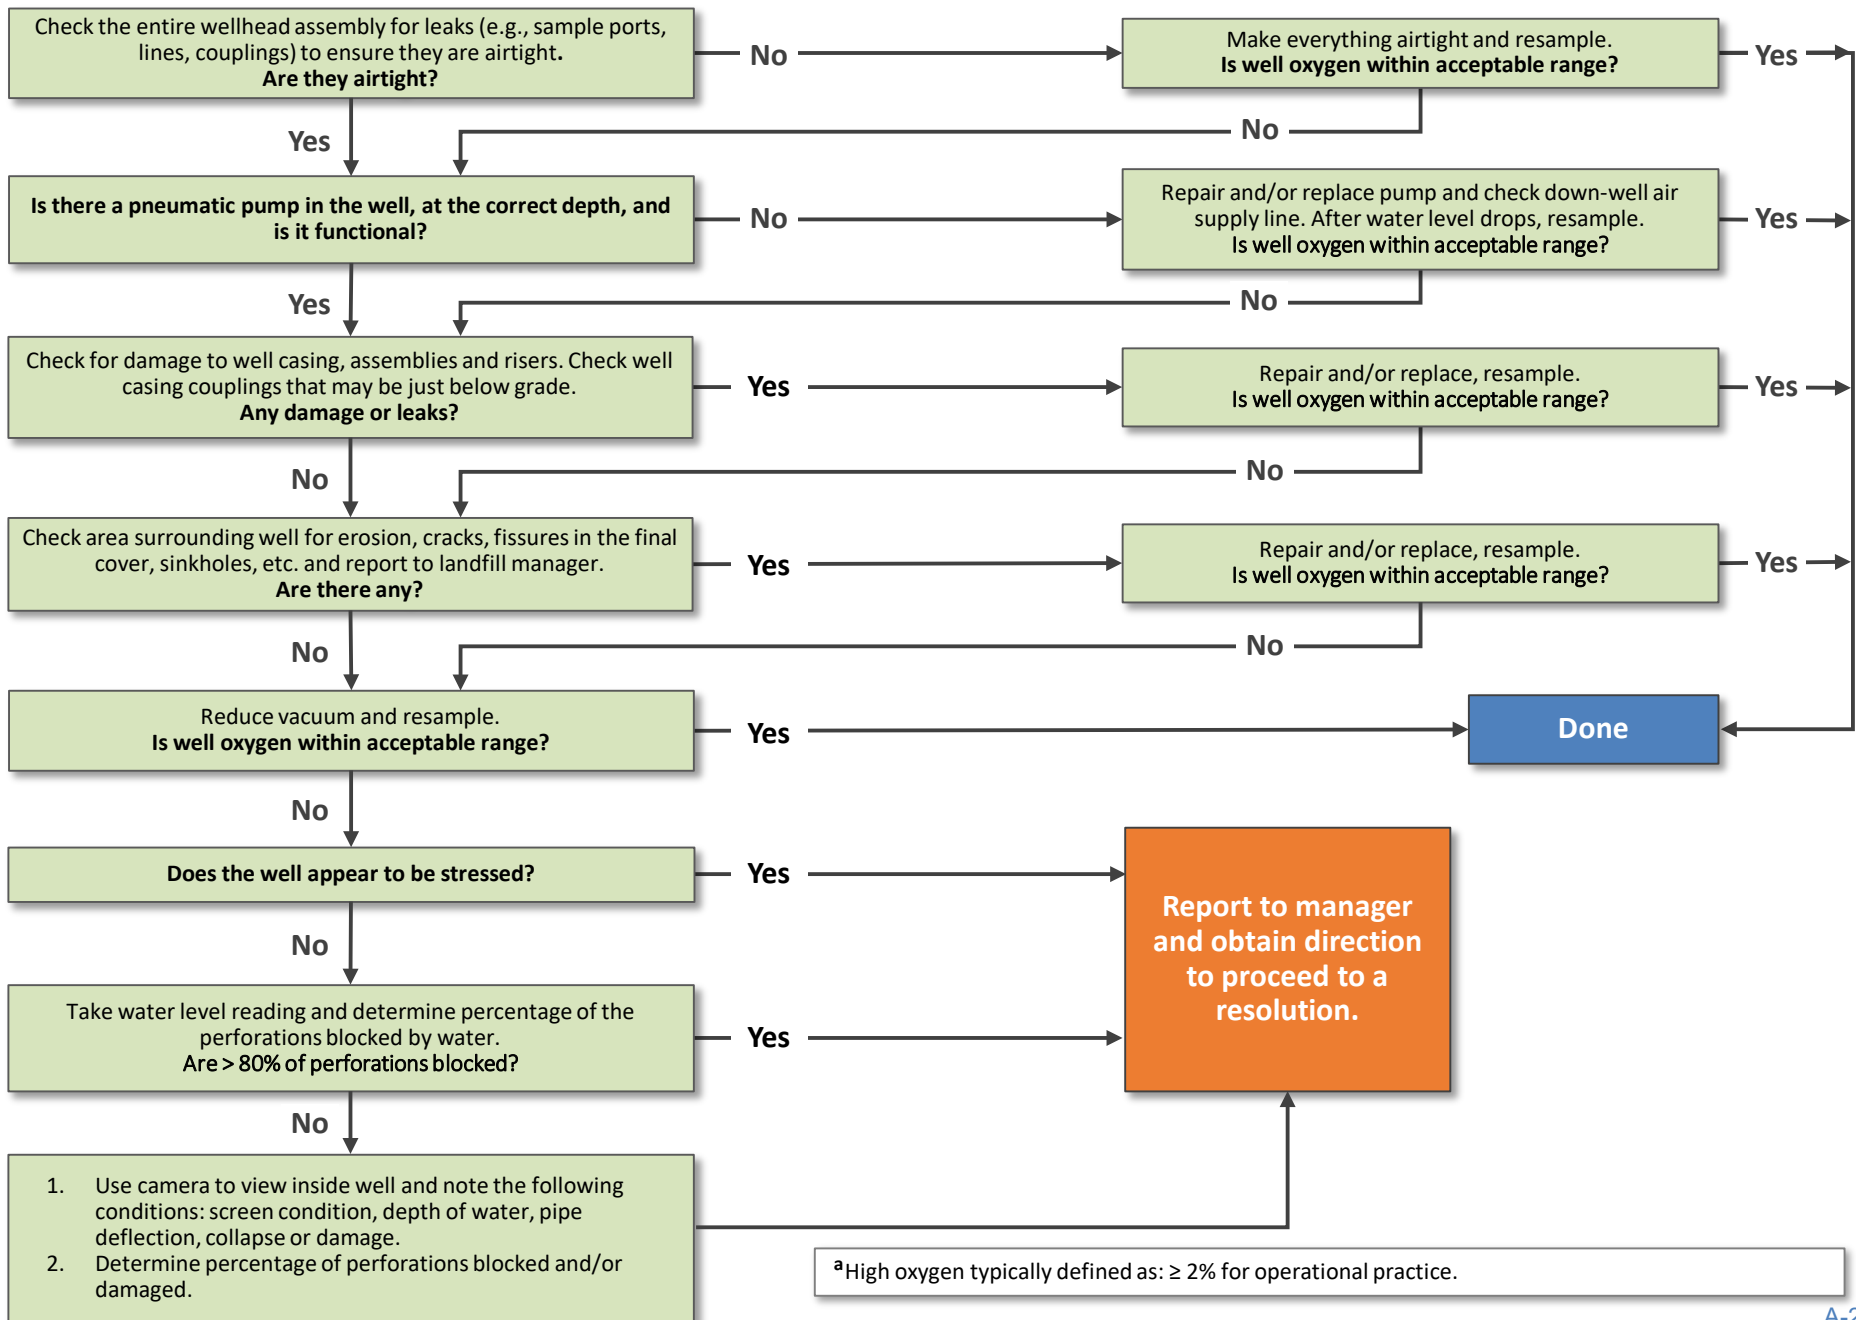 Check the entire wellhead assembly for leaks (e.g., sample ports,
lines, couplings) to ensure they are airtight.
Are they airtight?
No
Make everything airtight and resample.
Is well oxygen within acceptable range?
Yes
Yes
No
Is there a pneumatic pump in the well, at the correct depth, and
is it functional?
No
Repair and/or replace pump and check down-well air
supply line. After water level drops, resample.
Is well oxygen within acceptable range?
Yes
Yes
No
Check for damage to well casing, assemblies and risers. Check well
casing couplings that may be just below grade.
Any damage or leaks?
Yes
Repair and/or replace, resample.
Is well oxygen within acceptable range?
Yes
No
No
Check area surrounding well for erosion, cracks, fissures in the final
cover, sinkholes, etc. and report to landfill manager.
Are there any?
Yes
Repair and/or replace, resample.
Is well oxygen within acceptable range?
Yes
No
No
Reduce vacuum and resample.
Is well oxygen within acceptable range?
Yes
Done
No
Does the well appear to be stressed?
Yes
Report to manager
and obtain direction
to proceed to a
resolution.
No
Take water level reading and determine percentage of the
perforations blocked by water.
Are > 80% of perforations blocked?
Yes
No
1. Use camera to view inside well and note the following
conditions: screen condition, depth of water, pipe
deflection, collapse or damage.
2. Determine percentage of perforations blocked and/or
damaged.
a High oxygen typically defined as: ≥ 2% for operational practice.
A-2